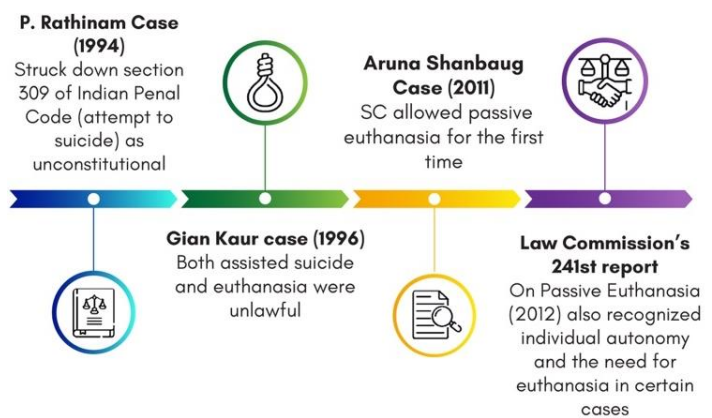 P. Rathinam Case
(1994)
Struck down section
309 of Indian Penal
Code (attempt to
suicide) as
unconstitutional
Gian Kaur case (1996)
Both assisted suicide
and euthanasia were
unlawful
Aruna Shanbaug
Case (2011)
SC allowed passive
euthanasia for the first
time
Law Commission’s
241st report
On Passive Euthanasia
(2012) also recognized
individual autonomy
and the need for
euthanasia in certain
cases